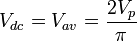 V_{dc} = V_{av} = \frac{2V_p}{\pi}